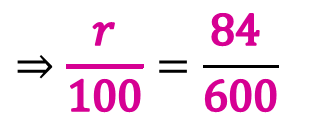 ⇒ r/100 = 84/600